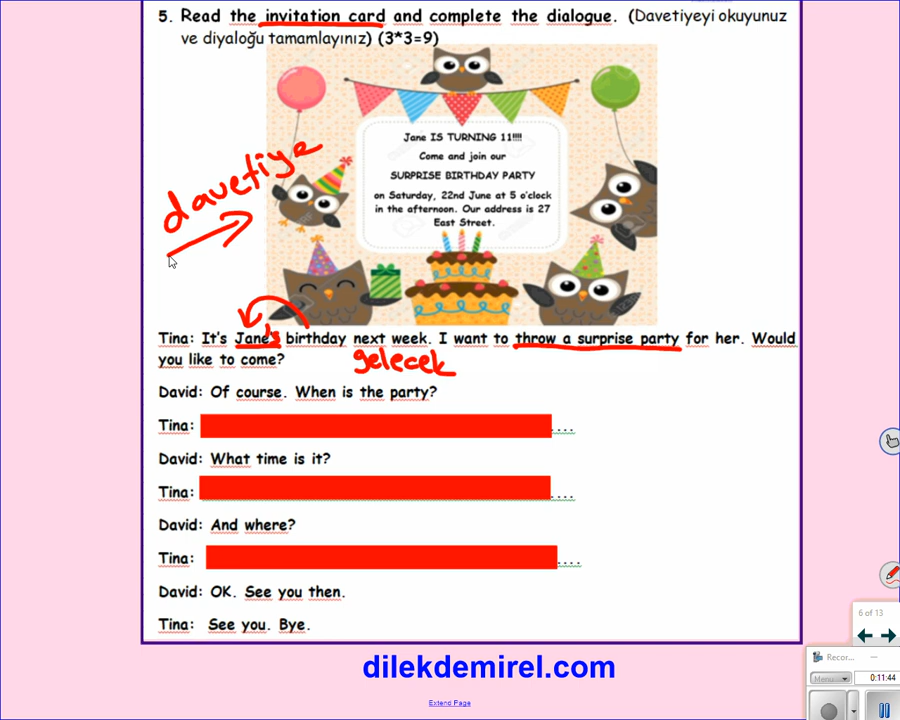 5. Read the invitation card and complete the dialogue. (Davetiyeyi okuyunuz
ve diyaloğu tamamlayınız) (3*3=9)
Jane IS TURNING 11!!!!
Come and join our
SURPRISE BIRTHDAY PARTY
on Saturday, 22nd June at 5 o'clock
in the afternoon. Our address is 27
East Street.
davetiye
Tina: It's Jane's birthday next week. I want to throw a surprise party for her. Would
you like to come?
gelecek
David: Of course. When is the party?
Tina: ....
David: What time is it?
Tina: ....
David: And where?
Tina: ....
David: OK. See you then.
Tina: See you. Bye.
dilekdemirel.com
Extend Page
6 of 13
Recor...
Menu
0:11:44